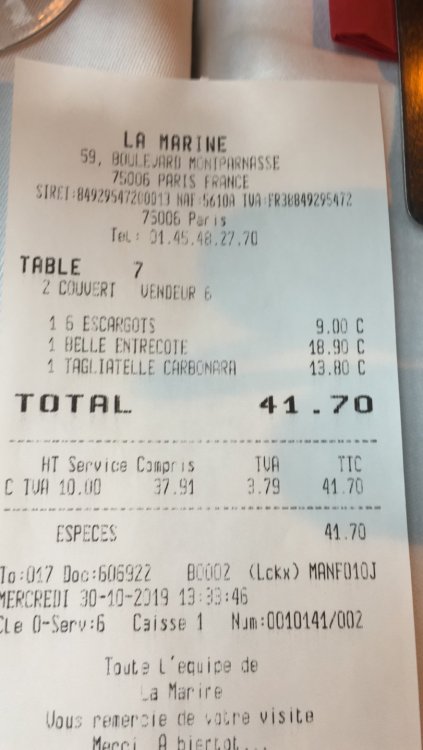 LA MARINE
59, BOULEVARD MONTPARNASSE
75006 PARIS FRANCE
SIRET:84929547200013 NAF:5610A TVA:FR38849295472
75006 Paris
Tel: 01.45.48.27.70
TABLE 7
2 COUVERT VENDEUR 6
1 6 ESCARGOTS 9.00 C
1 BELLE ENTRECOTE 18.90 C
1 TAGLIATELLE CARBONARA 13.80 C
TOTAL 41.70
HT Service Compris TVA TTC
C TVA 10.00 37.91 3.79 41.70
ESPECES 41.70
To:017 Doc:606922 B0002 (Lckx) MANF010J
MERCREDI 30-10-2019 13:33:46
Cle O-Serv:6 Caisse 1 Num:0010141/002
Toute l'equipe de
La Marine
Vous remercie de votre visite
Merci A bientot...